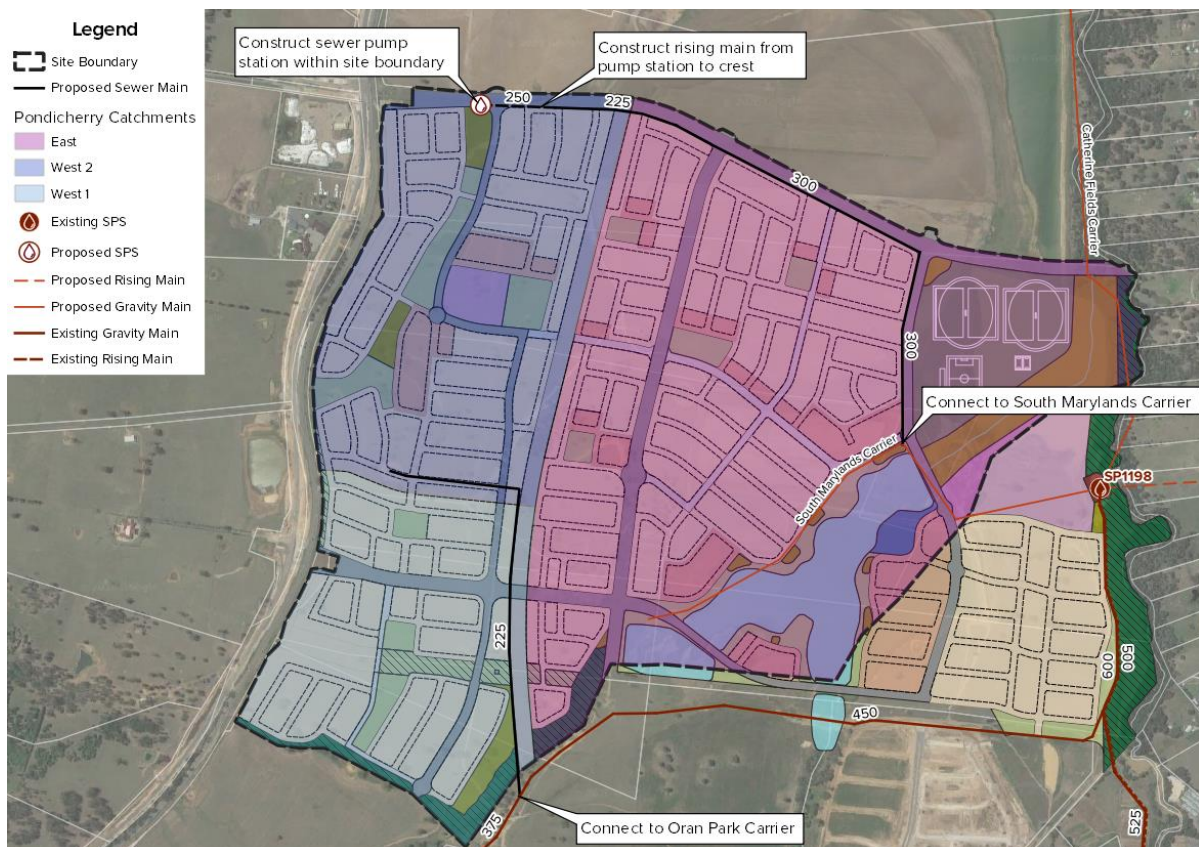 Legend
Site Boundary
Proposed Sewer Main
Pondicherry Catchments
East
West 2
West 1
Existing SPS
Proposed SPS
Proposed Rising Main
Proposed Gravity Main
Existing Gravity Main
Existing Rising Main
Construct sewer pump
station within site boundary
Construct rising main from
pump station to crest
250
225
300
Catherine Fields Carrier
300
Connect to South Marylands Carrier
South Marylands Carrier
SP1198
225
500
600
450
375
Connect to Oran Park Carrier
525